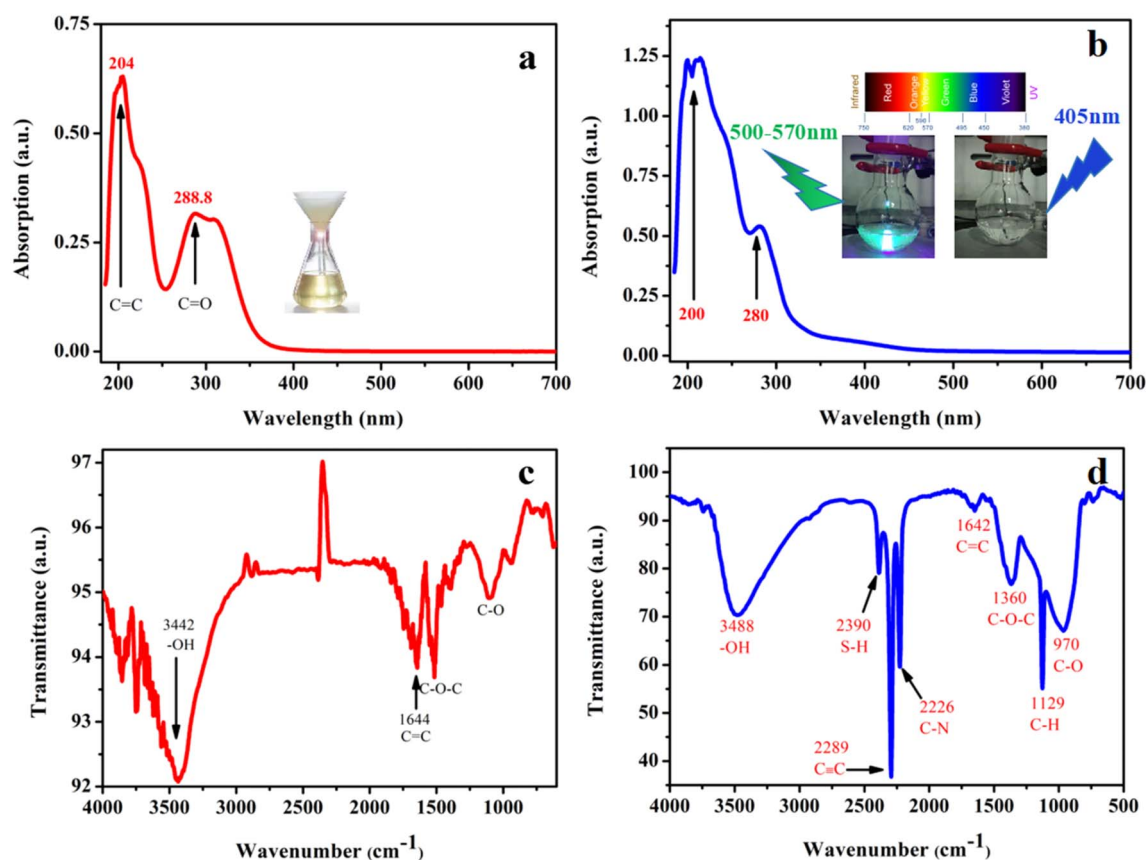 a
0.75
0.50
0.25
0.00
Absorption (a.u.)
204
288.8
C=C
C=O
200
300
400
500
600
700
Wavelength (nm)
b
1.25
1.00
0.75
0.50
0.25
0.00
Absorption (a.u.)
Infrared
Red
Orange
Yellow
Green
Blue
Violet
UV
750
620
590
570
495
450
380
500-570nm
405nm
200
280
200
300
400
500
600
700
Wavelength (nm)
c
97
96
95
94
93
92
Transmittance (a.u.)
3442
-OH
1644
C=C
C-O-C
C-O
4000
3500
3000
2500
2000
1500
1000
Wavenumber (cm⁻¹)
d
100
90
80
70
60
50
40
Transmittance (a.u.)
3488
-OH
2390
S-H
2289
C≡C
2226
C-N
1642
C=C
1360
C-O-C
1129
C-H
970
C-O
4000
3500
3000
2500
2000
1500
1000
500
Wavenumber (cm⁻¹)